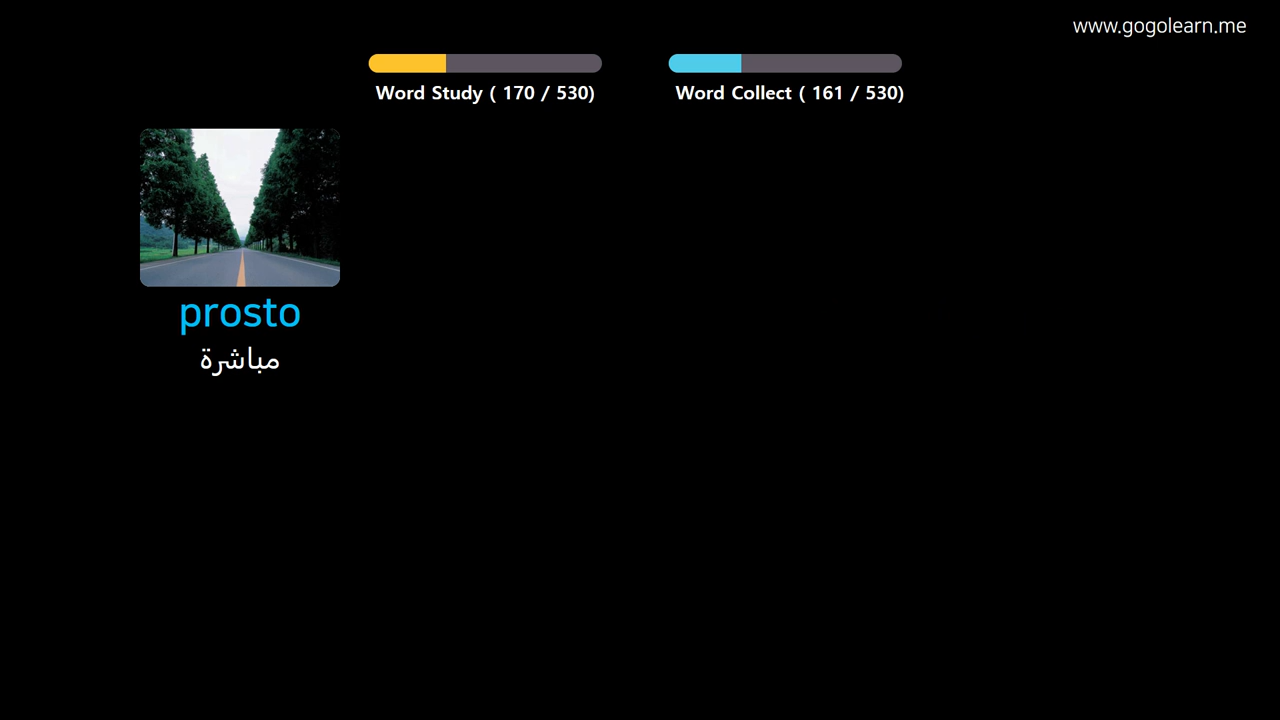 www.gogolearn.me
Word Study ( 170 / 530)
Word Collect ( 161 / 530)
prosto
مباشرة